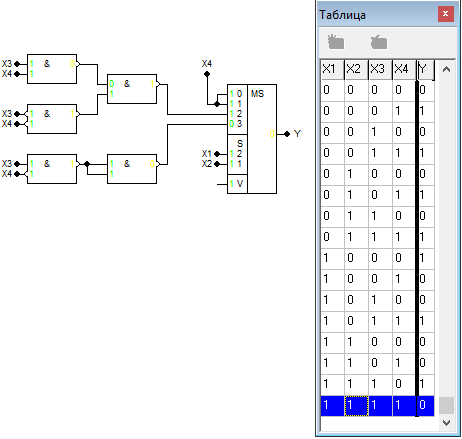 Таблица
X1 X2 X3 X4 Y
0 0 0 0 0
0 0 0 1 1
0 0 1 0 0
0 0 1 1 1
0 1 0 0 0
0 1 0 1 1
0 1 1 0 0
0 1 1 1 1
1 0 0 0 1
1 0 0 1 0
1 0 1 0 0
1 0 1 1 1
1 1 0 0 0
1 1 0 1 0
1 1 1 0 1
1 1 1 1 0
X3 1 & 0
X4 1
0 & 1
1
X3 1 & 1
X4 1
X3 1 & 1
X4 1
1 & 0
1
X4
1 0 MS
1 1
1 2
0 3
S
X1 1 2
X2 1 1
1 V
0 Y